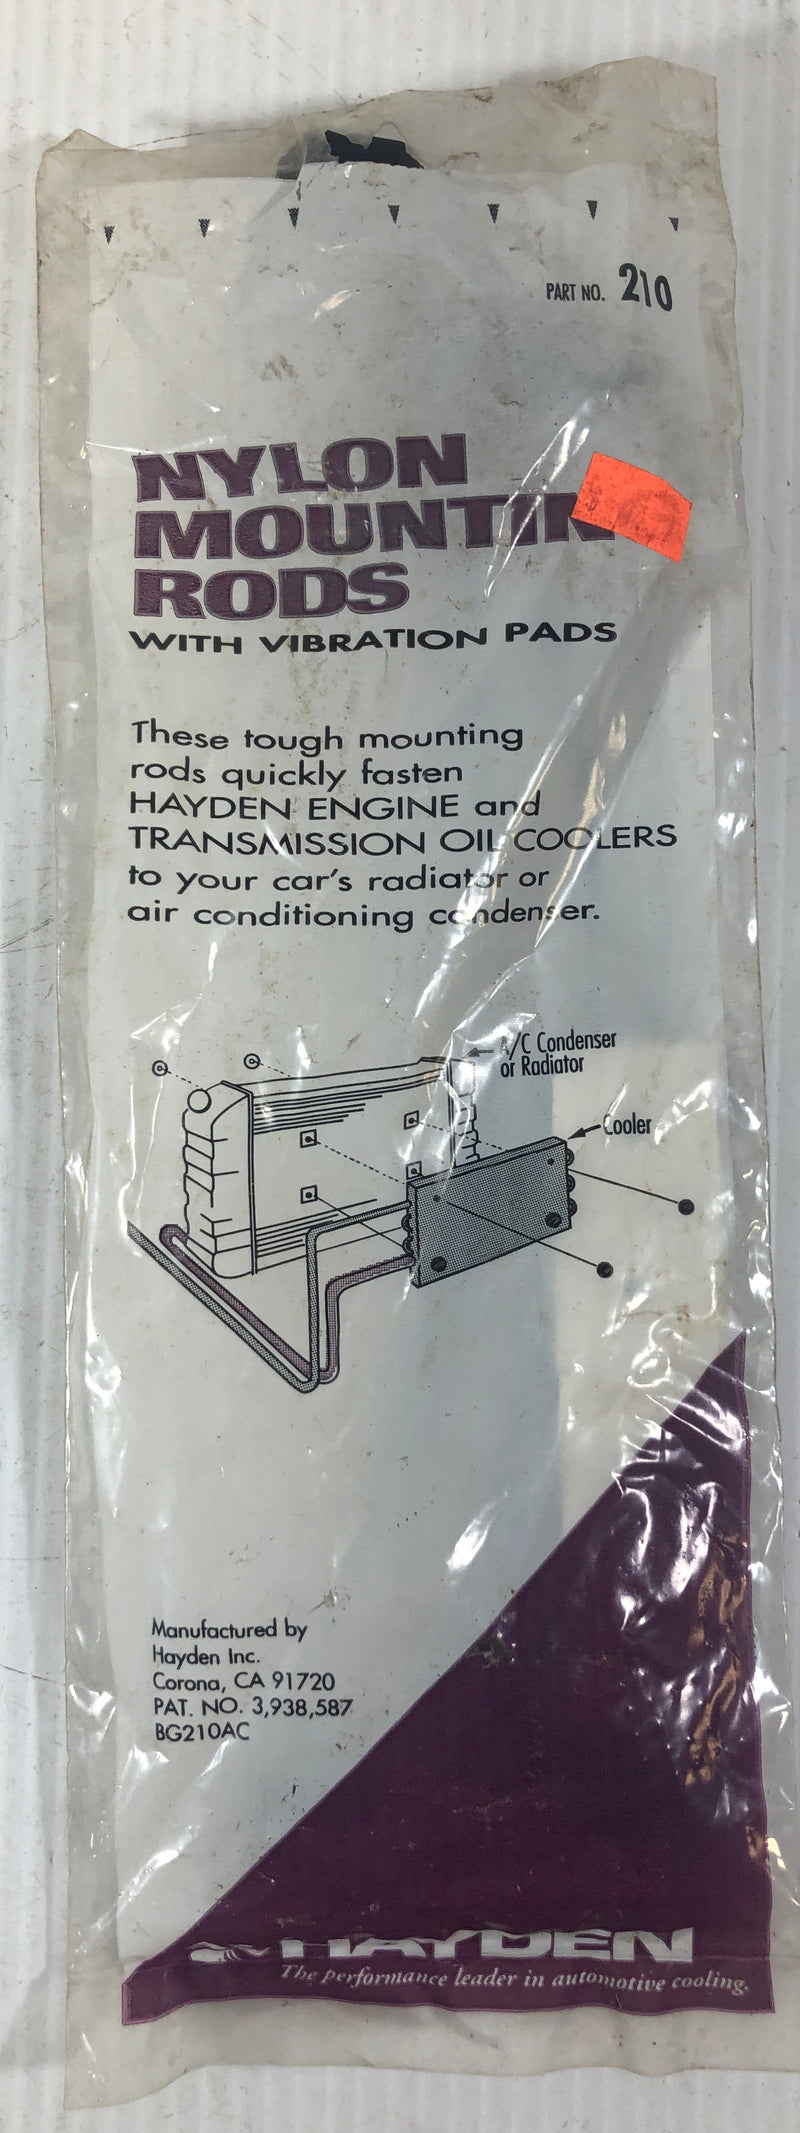 PART NO. 210
NYLON
MOUNTIN
RODS
WITH VIBRATION PADS
These tough mounting
rods quickly fasten
HAYDEN ENGINE and
TRANSMISSION OIL COOLERS
to your car's radiator or
air conditioning condenser.
A/C Condenser
or Radiator
Cooler
Manufactured by
Hayden Inc.
Corona, CA 91720
PAT. NO. 3,938,587
BG210AC
HAYDEN
The performance leader in automotive cooling.